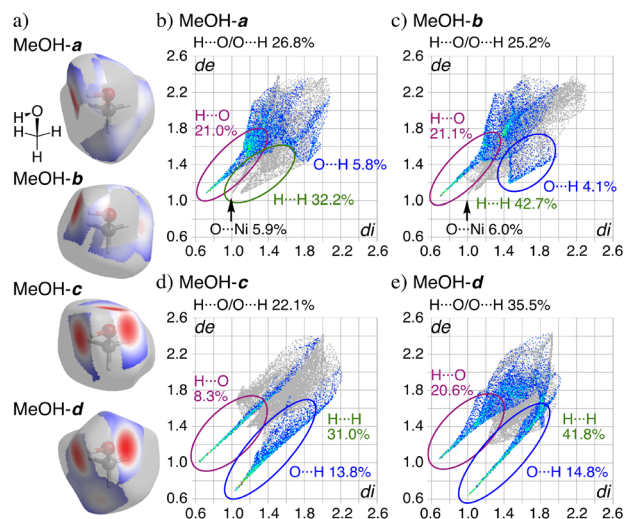 a)
MeOH-a
H
O
H
H
H
MeOH-b
MeOH-c
MeOH-d
b) MeOH-a
H···O/O···H 26.8%
2.6
de
2.2
1.8
H···O
21.0%
1.4
O···H 5.8%
H···H 32.2%
1.0
O···Ni 5.9%
di
0.6
0.6 1.0 1.4 1.8 2.2 2.6
c) MeOH-b
H···O/O···H 25.2%
2.6
de
2.2
1.8
H···O
21.1%
1.4
O···H 4.1%
H···H 42.7%
1.0
O···Ni 6.0%
di
0.6
0.6 1.0 1.4 1.8 2.2 2.6
d) MeOH-c
H···O/O···H 22.1%
2.6
de
2.2
1.8
H···O
8.3%
1.4
H···H
31.0%
1.0
O···H 13.8%
di
0.6
0.6 1.0 1.4 1.8 2.2 2.6
e) MeOH-d
H···O/O···H 35.5%
2.6
de
2.2
1.8
H···O
20.6%
1.4
H···H
41.8%
1.0
O···H 14.8%
di
0.6
0.6 1.0 1.4 1.8 2.2 2.6